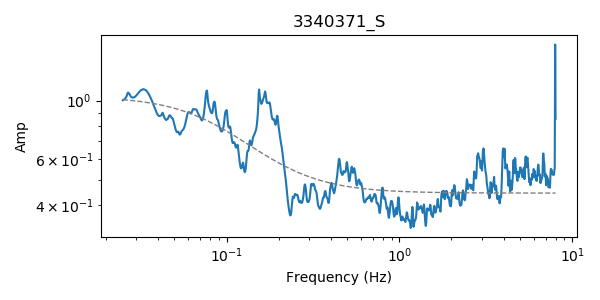 3340371_S
Amp
10⁰
6 × 10⁻¹
4 × 10⁻¹
10⁻¹ 10⁰ 10¹
Frequency (Hz)